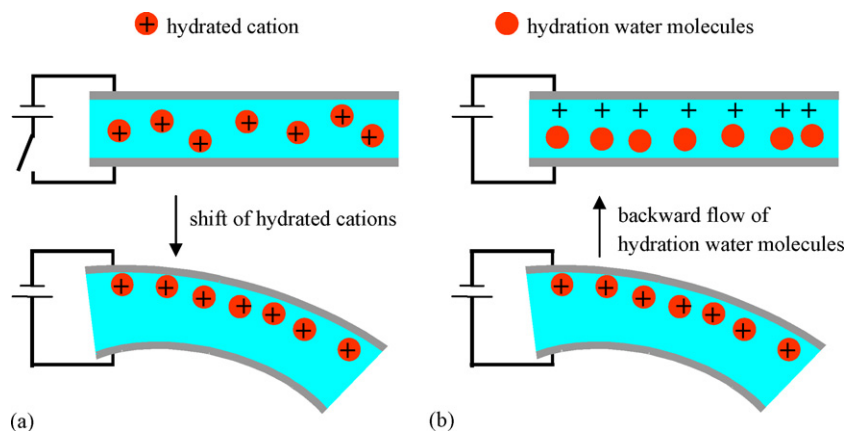 hydrated cation
hydration water molecules
shift of hydrated cations
backward flow of
hydration water molecules
(a)
(b)